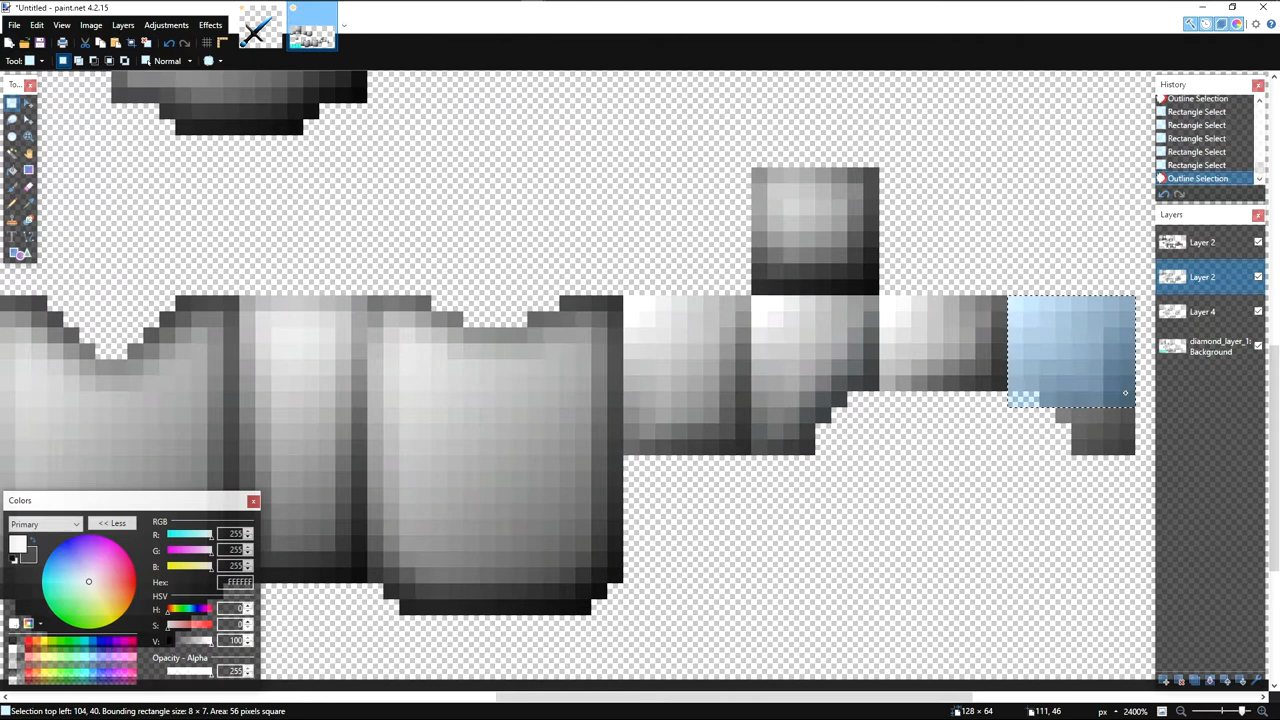 *Untitled - paint.net 4.2.15
File Edit View Image Layers Adjustments Effects
Tool: Normal
To...
History
Outline Selection
Rectangle Select
Rectangle Select
Rectangle Select
Rectangle Select
Rectangle Select
Outline Selection
Layers
Layer 2
Layer 2
Layer 4
diamond_layer_1:
Background
Colors
Primary
<< Less
RGB
R: 255
G: 255
B: 255
Hex: FFFFFF
HSV
H: 0
S: 0
V: 100
Opacity - Alpha
255
Selection top left: 104, 40. Bounding rectangle size: 8 × 7. Area: 56 pixels square
128 × 64
111, 46
px
2400%